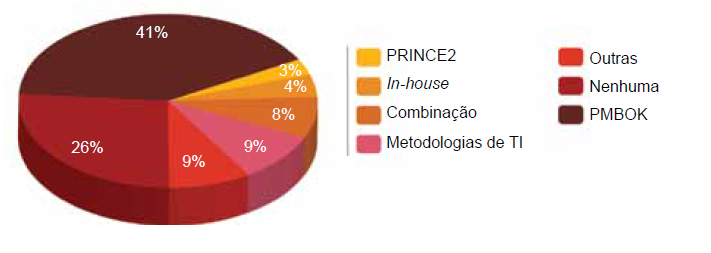 41%
3%
4%
8%
9%
9%
26%
PRINCE2
In-house
Combinação
Metodologias de TI
Outras
Nenhuma
PMBOK